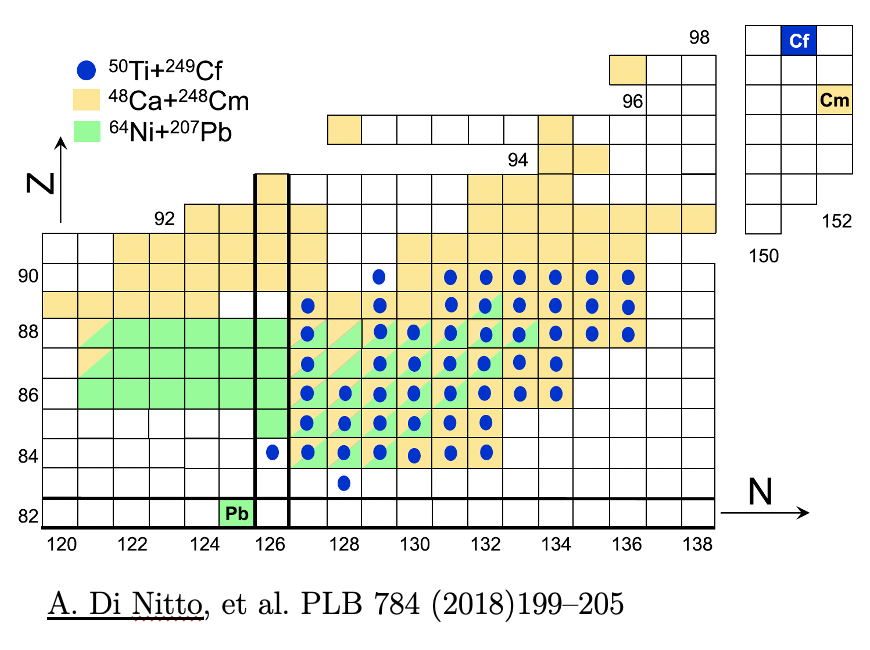 98
Cf
⁵⁰Ti+²⁴⁹Cf
⁴⁸Ca+²⁴⁸Cm
96
Cm
⁶⁴Ni+²⁰⁷Pb
94
Z
92
152
150
90
88
86
84
N
82
Pb
120 122 124 126 128 130 132 134 136 138
A. Di Nitto, et al. PLB 784 (2018)199–205